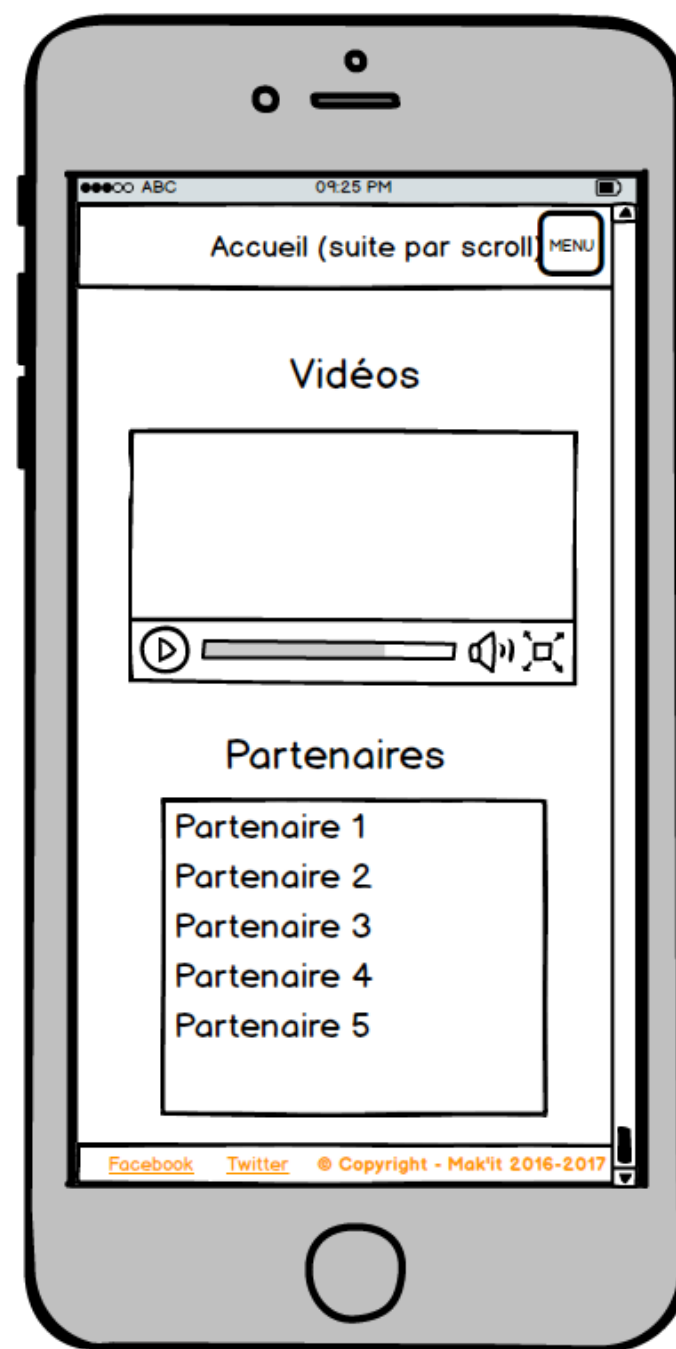 ABC 09:25 PM
Accueil (suite par scroll) MENU
Vidéos
Partenaires
Partenaire 1
Partenaire 2
Partenaire 3
Partenaire 4
Partenaire 5
Facebook Twitter © Copyright - Mak'it 2016-2017